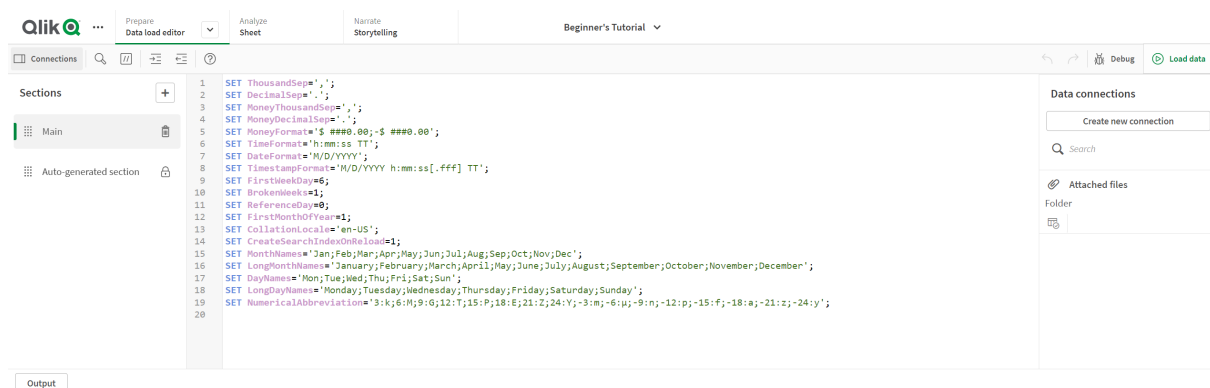 Qlik
Prepare
Data load editor
Analyze
Sheet
Narrate
Storytelling
Beginner's Tutorial
Connections
Debug
Load data
Sections
Main
Auto-generated section
1 SET ThousandSep=',';
2 SET DecimalSep='.';
3 SET MoneyThousandSep=',';
4 SET MoneyDecimalSep='.';
5 SET MoneyFormat='$ ###0.00;-$ ###0.00';
6 SET TimeFormat='h:mm:ss TT';
7 SET DateFormat='M/D/YYYY';
8 SET TimestampFormat='M/D/YYYY h:mm:ss[.fff] TT';
9 SET FirstWeekDay=6;
10 SET BrokenWeeks=1;
11 SET ReferenceDay=0;
12 SET FirstMonthOfYear=1;
13 SET CollationLocale='en-US';
14 SET CreateSearchIndexOnReload=1;
15 SET MonthNames='Jan;Feb;Mar;Apr;May;Jun;Jul;Aug;Sep;Oct;Nov;Dec';
16 SET LongMonthNames='January;February;March;April;May;June;July;August;September;October;November;December';
17 SET DayNames='Mon;Tue;Wed;Thu;Fri;Sat;Sun';
18 SET LongDayNames='Monday;Tuesday;Wednesday;Thursday;Friday;Saturday;Sunday';
19 SET NumericalAbbreviation='3:k;6:M;9:G;12:T;15:P;18:E;21:Z;24:Y;-3:m;-6:μ;-9:n;-12:p;-15:f;-18:a;-21:z;-24:y';
20
Data connections
Create new connection
Search
Attached files
Folder
Output